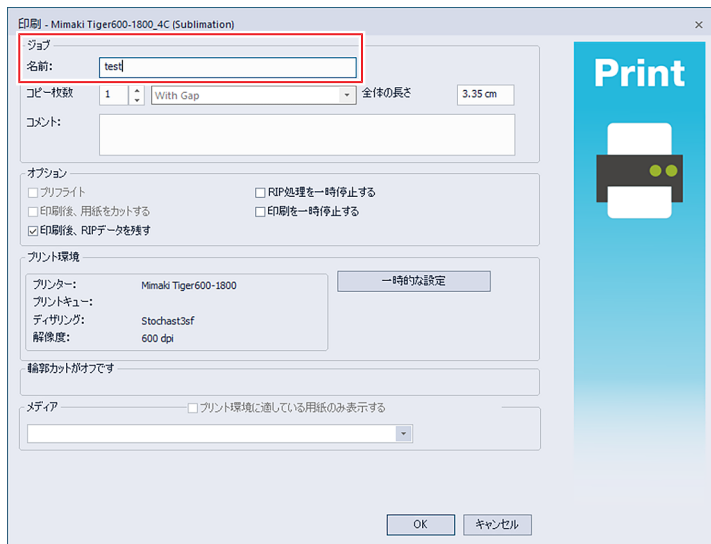 印刷 - Mimaki Tiger600-1800_4C (Sublimation)
ジョブ
名前: test
コピー枚数 1 With Gap 全体の長さ 3.35 cm
コメント:
オプション
プリフライト RIP処理を一時停止する
印刷後、用紙をカットする 印刷を一時停止する
印刷後、RIPデータを残す
プリント環境
プリンター: Mimaki Tiger600-1800 一時的な設定
プリントキュー:
ディザリング: Stochast3sf
解像度: 600 dpi
輪郭カットがオフです
メディア プリント環境に適している用紙のみ表示する
OK キャンセル
Print